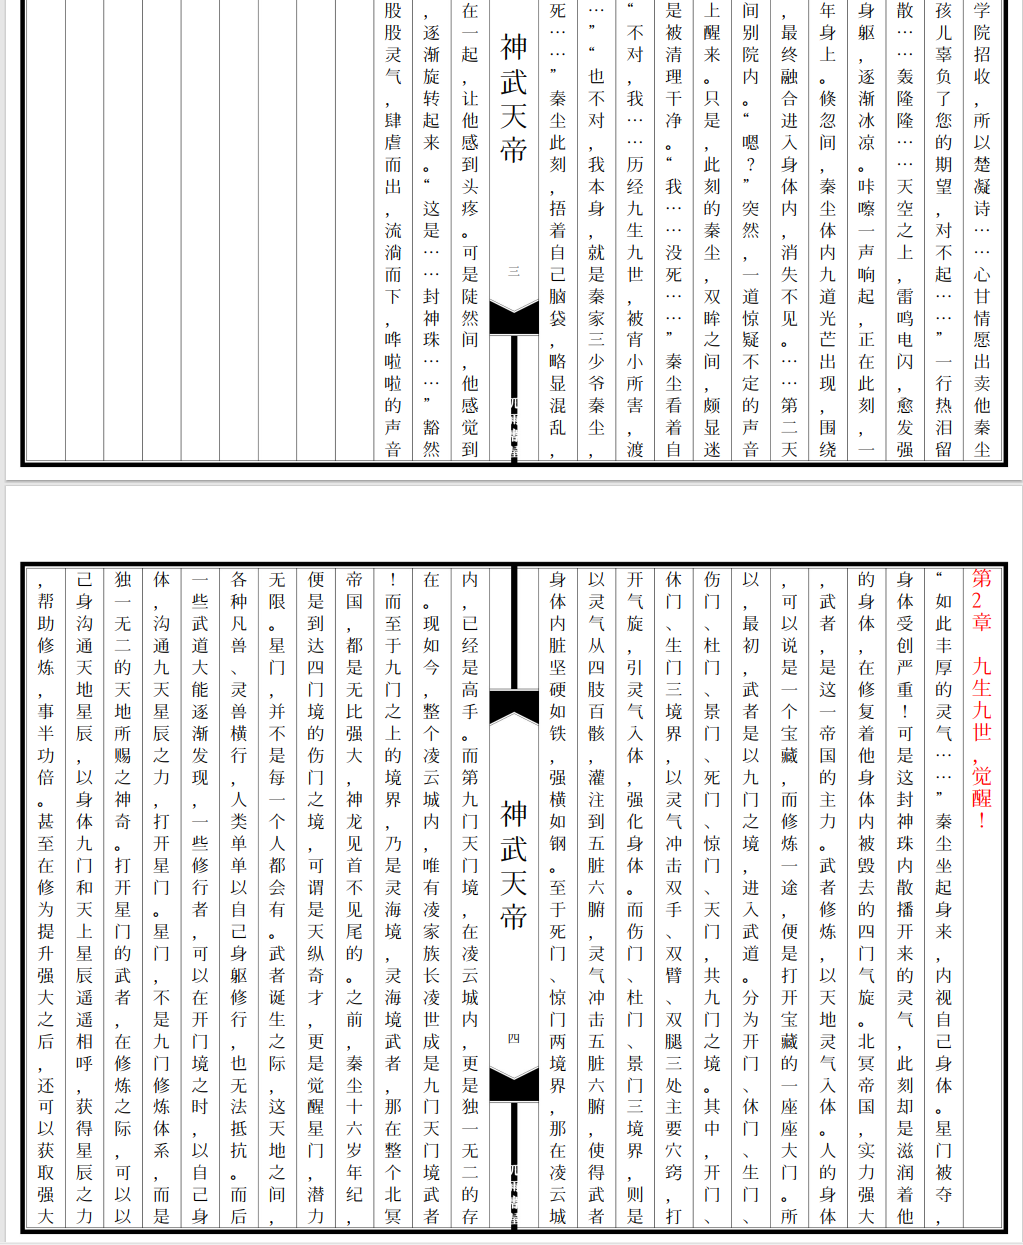 学院招收，所以楚凝诗……心甘情愿出卖他秦尘
孩儿辜负了您的期望，对不起……”一行热泪留
散……轰隆隆……天空之上，雷鸣电闪，愈发强
身躯，逐渐冰凉。咔嚓一声响起，正在此刻，一
年身上。倏忽间，秦尘体内九道光芒出现，围绕
，最终融合进入身体内，消失不见。……第二天
间别院内。“嗯？”突然，一道惊疑不定的声音
上醒来。只是，此刻的秦尘，双眸之间，颇显迷
是被清理干净。“我……没死……”秦尘看着自
“不对，我……历经九生九世，被宵小所害，渡
…”“也不对，我本身，就是秦家三少爷秦尘，
死……”秦尘此刻，捂着自己脑袋，略显混乱，
神武天帝
三
在一起，让他感到头疼。可是陡然间，他感觉到
，逐渐旋转起来。“这是……封神珠……”豁然
股股灵气，肆虐而出，流淌而下，哗啦啦的声音
第2章 九生九世，觉醒！
“如此丰厚的灵气……”秦尘坐起身来，内视自己身体。星门被夺，
身体受创严重！可是这封神珠内散播开来的灵气，此刻却是滋润着他
的身体，在修复着他身体内被毁去的四门气旋。北冥帝国，实力强大
，武者，是这一帝国的主力。武者修炼，以天地灵气入体。人的身体
，可以说是一个宝藏，而修炼一途，便是打开宝藏的一座座大门。所
以，最初，武者是以九门之境，进入武道。分为开门、休门、生门、
伤门、杜门、景门、死门、惊门、天门，共九门之境。其中，开门、
休门、生门三境界，以灵气冲击双手、双臂、双腿三处主要穴窍，打
开气旋，引灵气入体，强化身体。而伤门、杜门、景门三境界，则是
以灵气从四肢百骸，灌注到五脏六腑，灵气冲击五脏六腑，使得武者
身体内脏坚硬如铁，强横如钢。至于死门、惊门两境界，那在凌云城
神武天帝
四
内，已经是高手。而第九门天门境，在凌云城内，更是独一无二的存
在。现如今，整个凌云城内，唯有凌家族长凌世成是九门天门境武者
！而至于九门之上的境界，乃是灵海境，灵海境武者，那在整个北冥
帝国，都是无比强大，神龙见首不见尾的。之前，秦尘十六岁年纪，
便是到达四门境的伤门之境，可谓是天纵奇才，更是觉醒星门，潜力
无限。星门，并不是每一个人都会有。武者诞生之际，这天地之间，
各种凡兽、灵兽横行，人类单单以自己身躯修行，也无法抵抗。而后
一些武道大能逐渐发现，一些修行者，可以在开门境之时，以自己身
体，沟通九天星辰之力，打开星门。星门，不是九门修炼体系，而是
独一无二的天地所赐之神奇。打开星门的武者，在修炼之际，可以以
己身沟通天地星辰，以身体九门和天上星辰遥遥相呼，获得星辰之力
，帮助修炼，事半功倍。甚至在修为提升强大之后，还可以获取强大